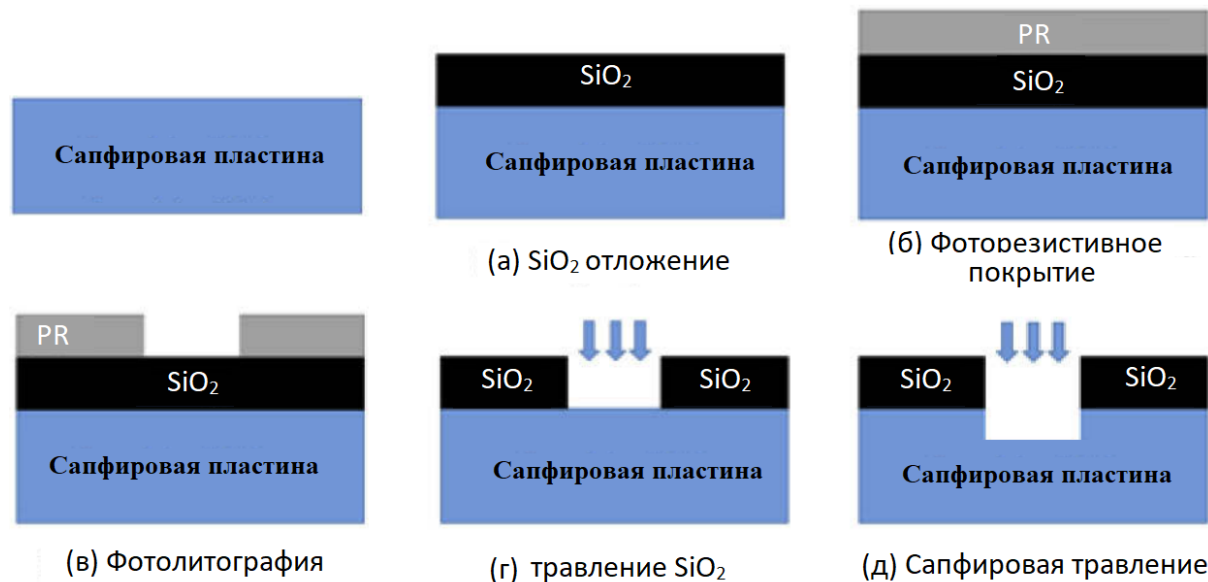 Сапфировая пластина
SiO₂
Сапфировая пластина
(а) SiO₂ отложение
PR
SiO₂
Сапфировая пластина
(б) Фоторезистивное
покрытие
PR
SiO₂
Сапфировая пластина
(в) Фотолитография
SiO₂ SiO₂
Сапфировая пластина
(г) травление SiO₂
SiO₂ SiO₂
Сапфировая пластина
(д) Сапфировая травление